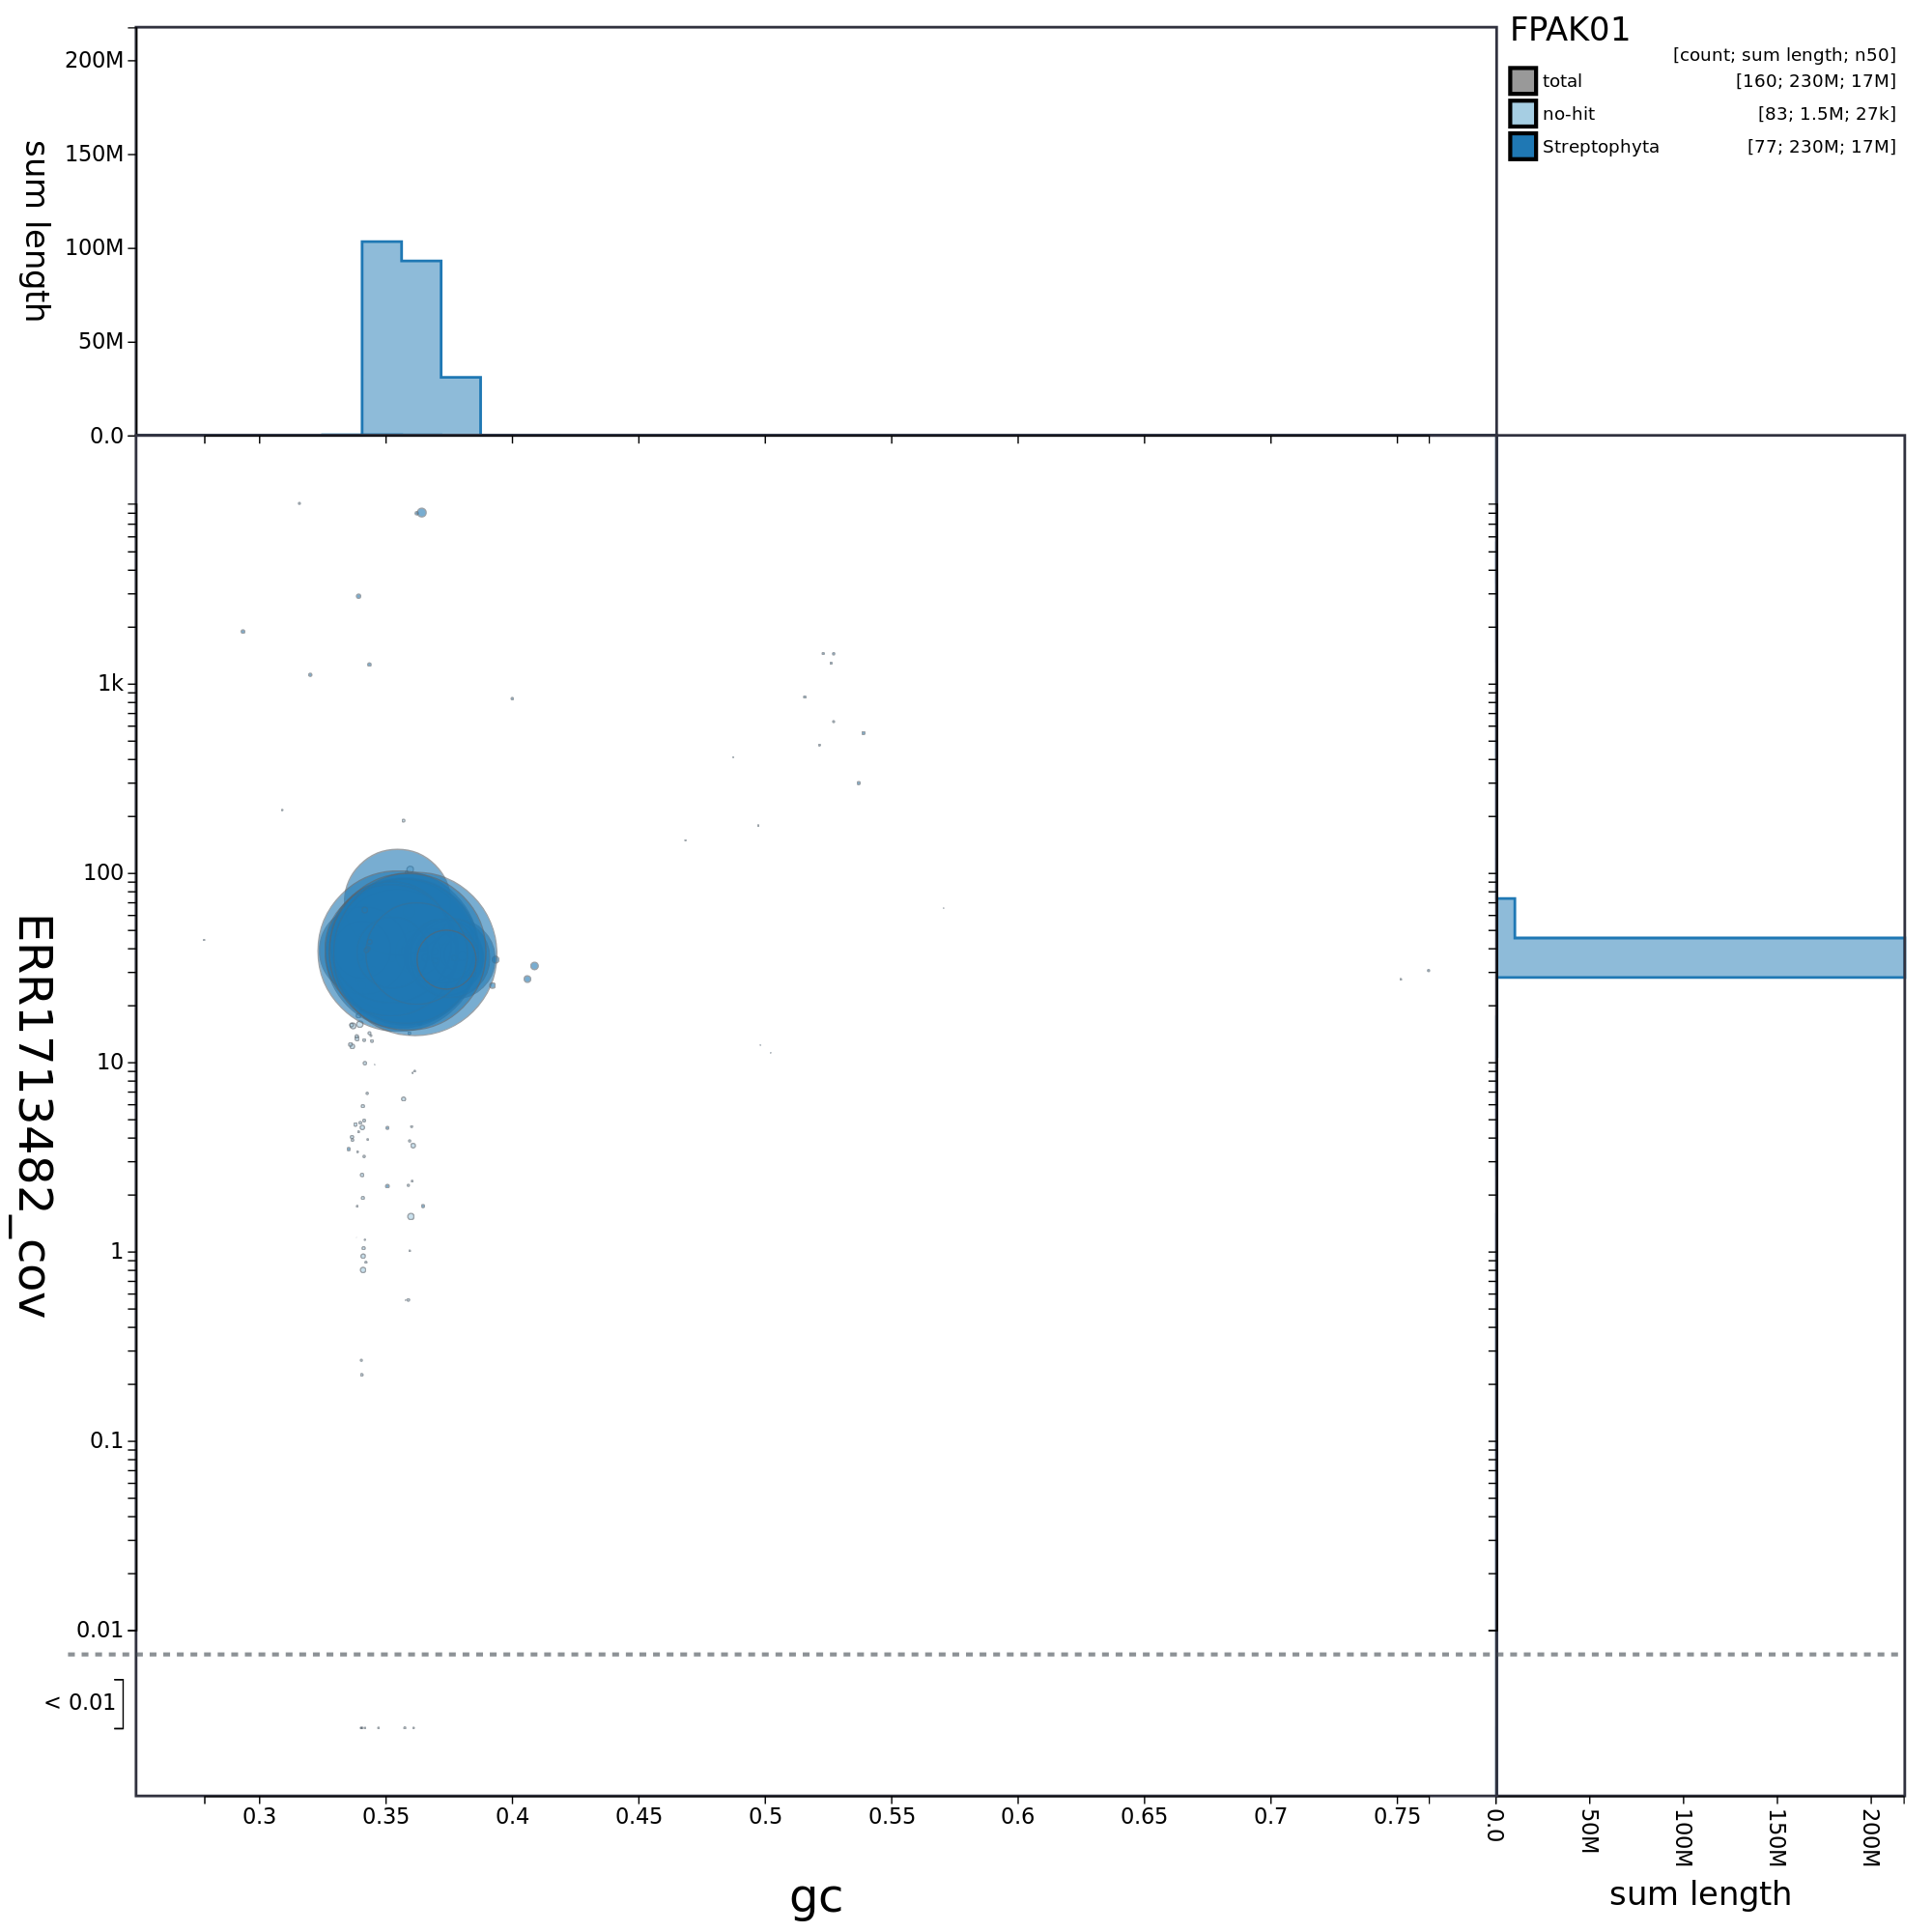 FPAK01
[count; sum length; n50]
total [160; 230M; 17M]
no-hit [83; 1.5M; 27k]
Streptophyta [77; 230M; 17M]
sum length
200M
150M
100M
50M
0.0
ERR1713482_cov
1k
100
10
1
0.1
0.01
< 0.01
0.3 0.35 0.4 0.45 0.5 0.55 0.6 0.65 0.7 0.75
gc
0.0 50M 100M 150M 200M
sum length